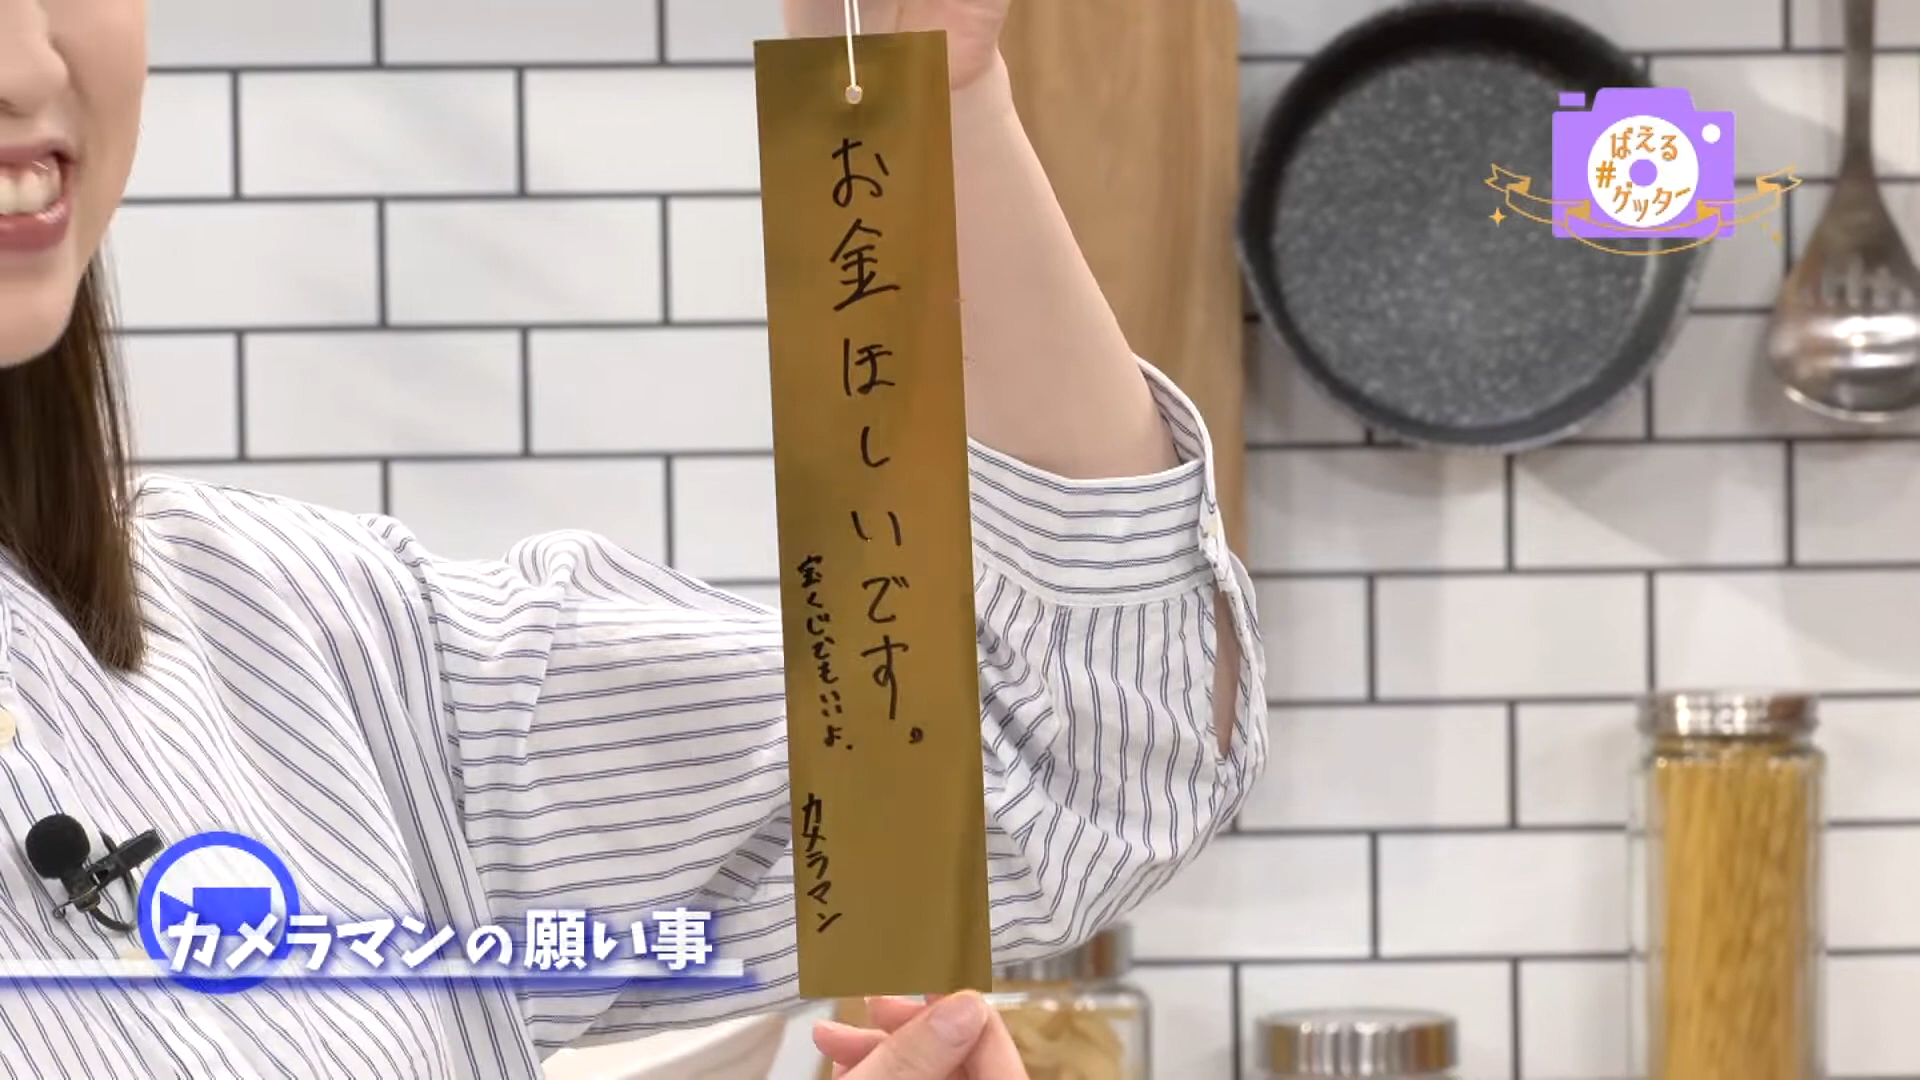 お金ほしいです。
宝くじでもいいよ.
カメラマン
ばえる
#ゲッター
カメラマンの願い事